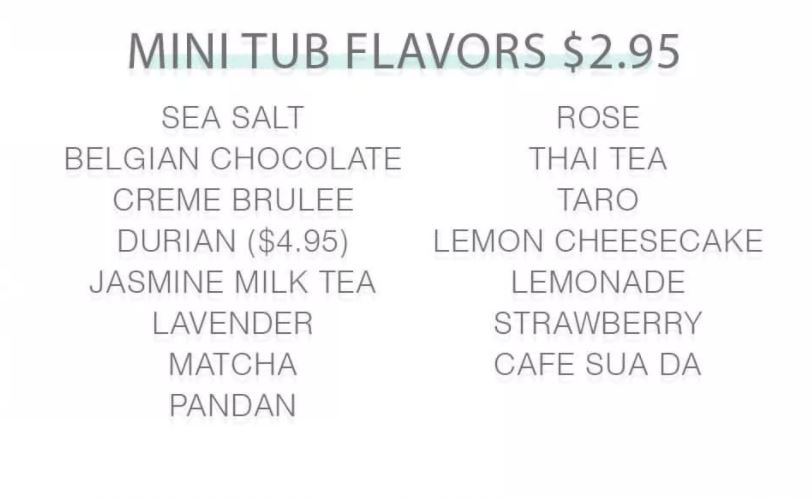 MINI TUB FLAVORS $2.95
SEA SALT
BELGIAN CHOCOLATE
CREME BRULEE
DURIAN ($4.95)
JASMINE MILK TEA
LAVENDER
MATCHA
PANDAN
ROSE
THAI TEA
TARO
LEMON CHEESECAKE
LEMONADE
STRAWBERRY
CAFE SUA DA